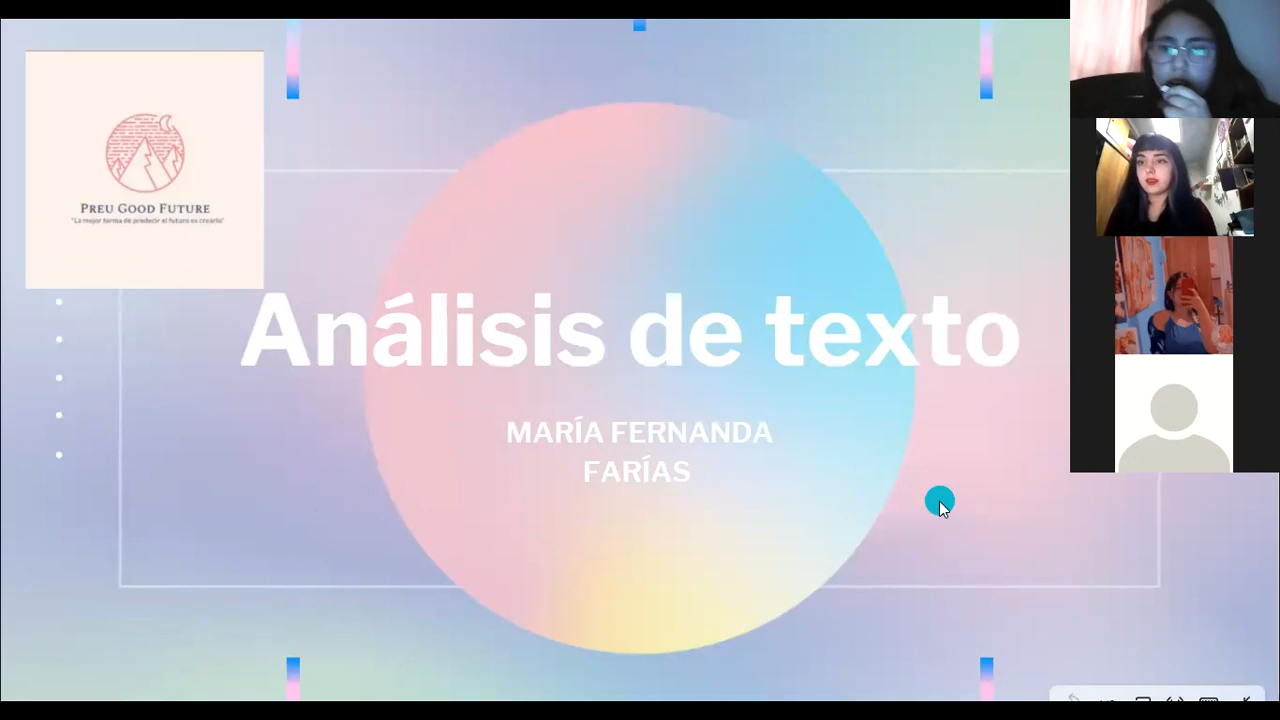 PREU GOOD FUTURE
"La mejor forma de predecir el futuro es crearlo"
Análisis de texto
MARÍA FERNANDA
FARÍAS